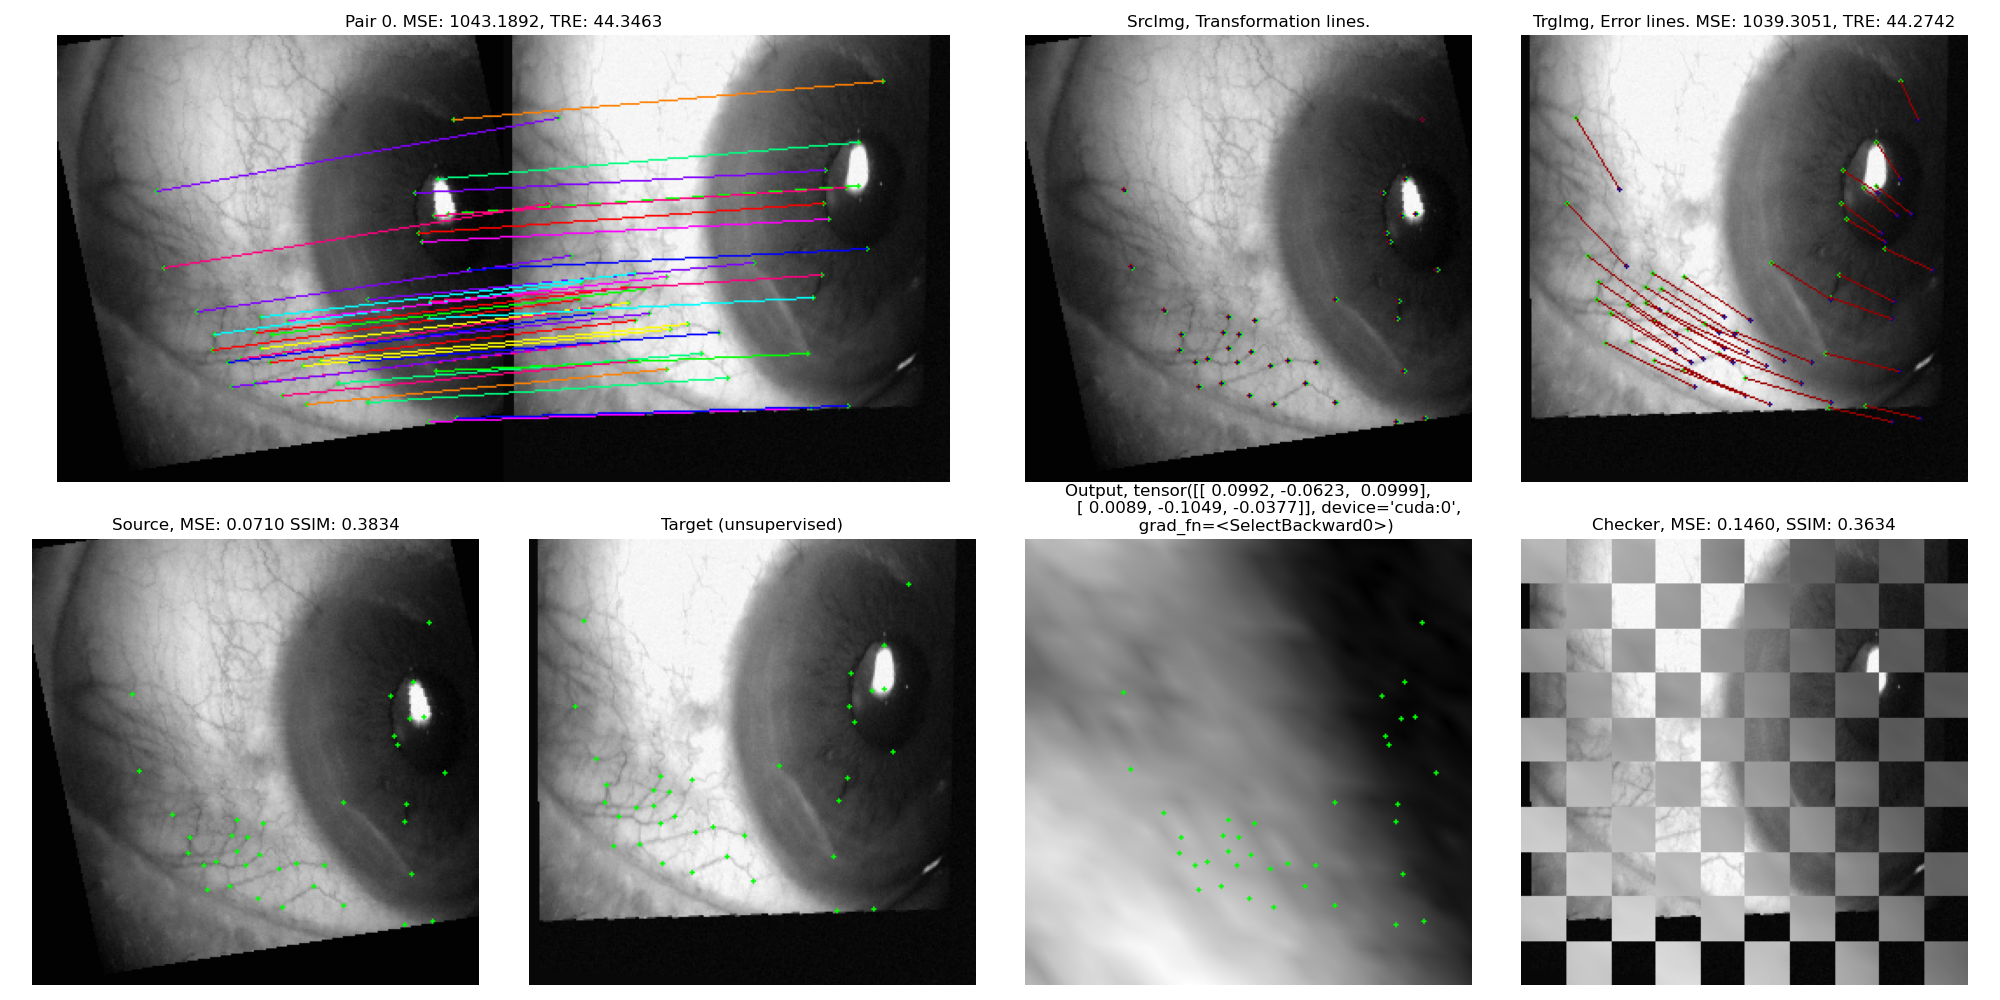 Pair 0. MSE: 1043.1892, TRE: 44.3463
SrcImg, Transformation lines.
TrgImg, Error lines. MSE: 1039.3051, TRE: 44.2742
Source, MSE: 0.0710 SSIM: 0.3834
Target (unsupervised)
Output, tensor([[ 0.0992, -0.0623,  0.0999],
[ 0.0089, -0.1049, -0.0377]], device='cuda:0',
grad_fn=<SelectBackward0>)
Checker, MSE: 0.1460, SSIM: 0.3634